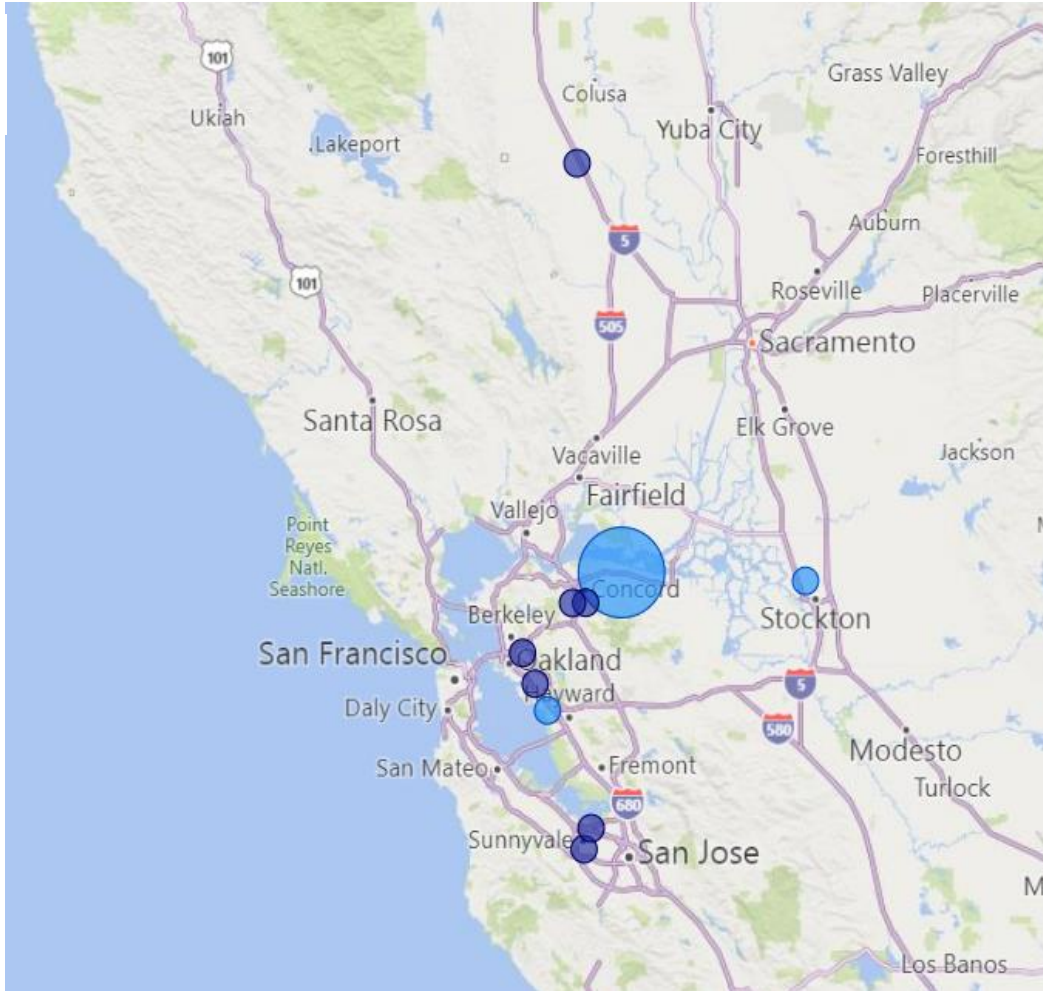 101
Ukiah
Lakeport
Colusa
Yuba City
Grass Valley
Foresthill
Auburn
5
101
505
Roseville
Placerville
Sacramento
Santa Rosa
Elk Grove
Vacaville
Jackson
Fairfield
Vallejo
Point
Reyes
Natl.
Seashore
Concord
Berkeley
Stockton
San Francisco
Oakland
Hayward
5
Daly City
580
Modesto
San Mateo
Fremont
Turlock
680
Sunnyvale
San Jose
M
Los Banos